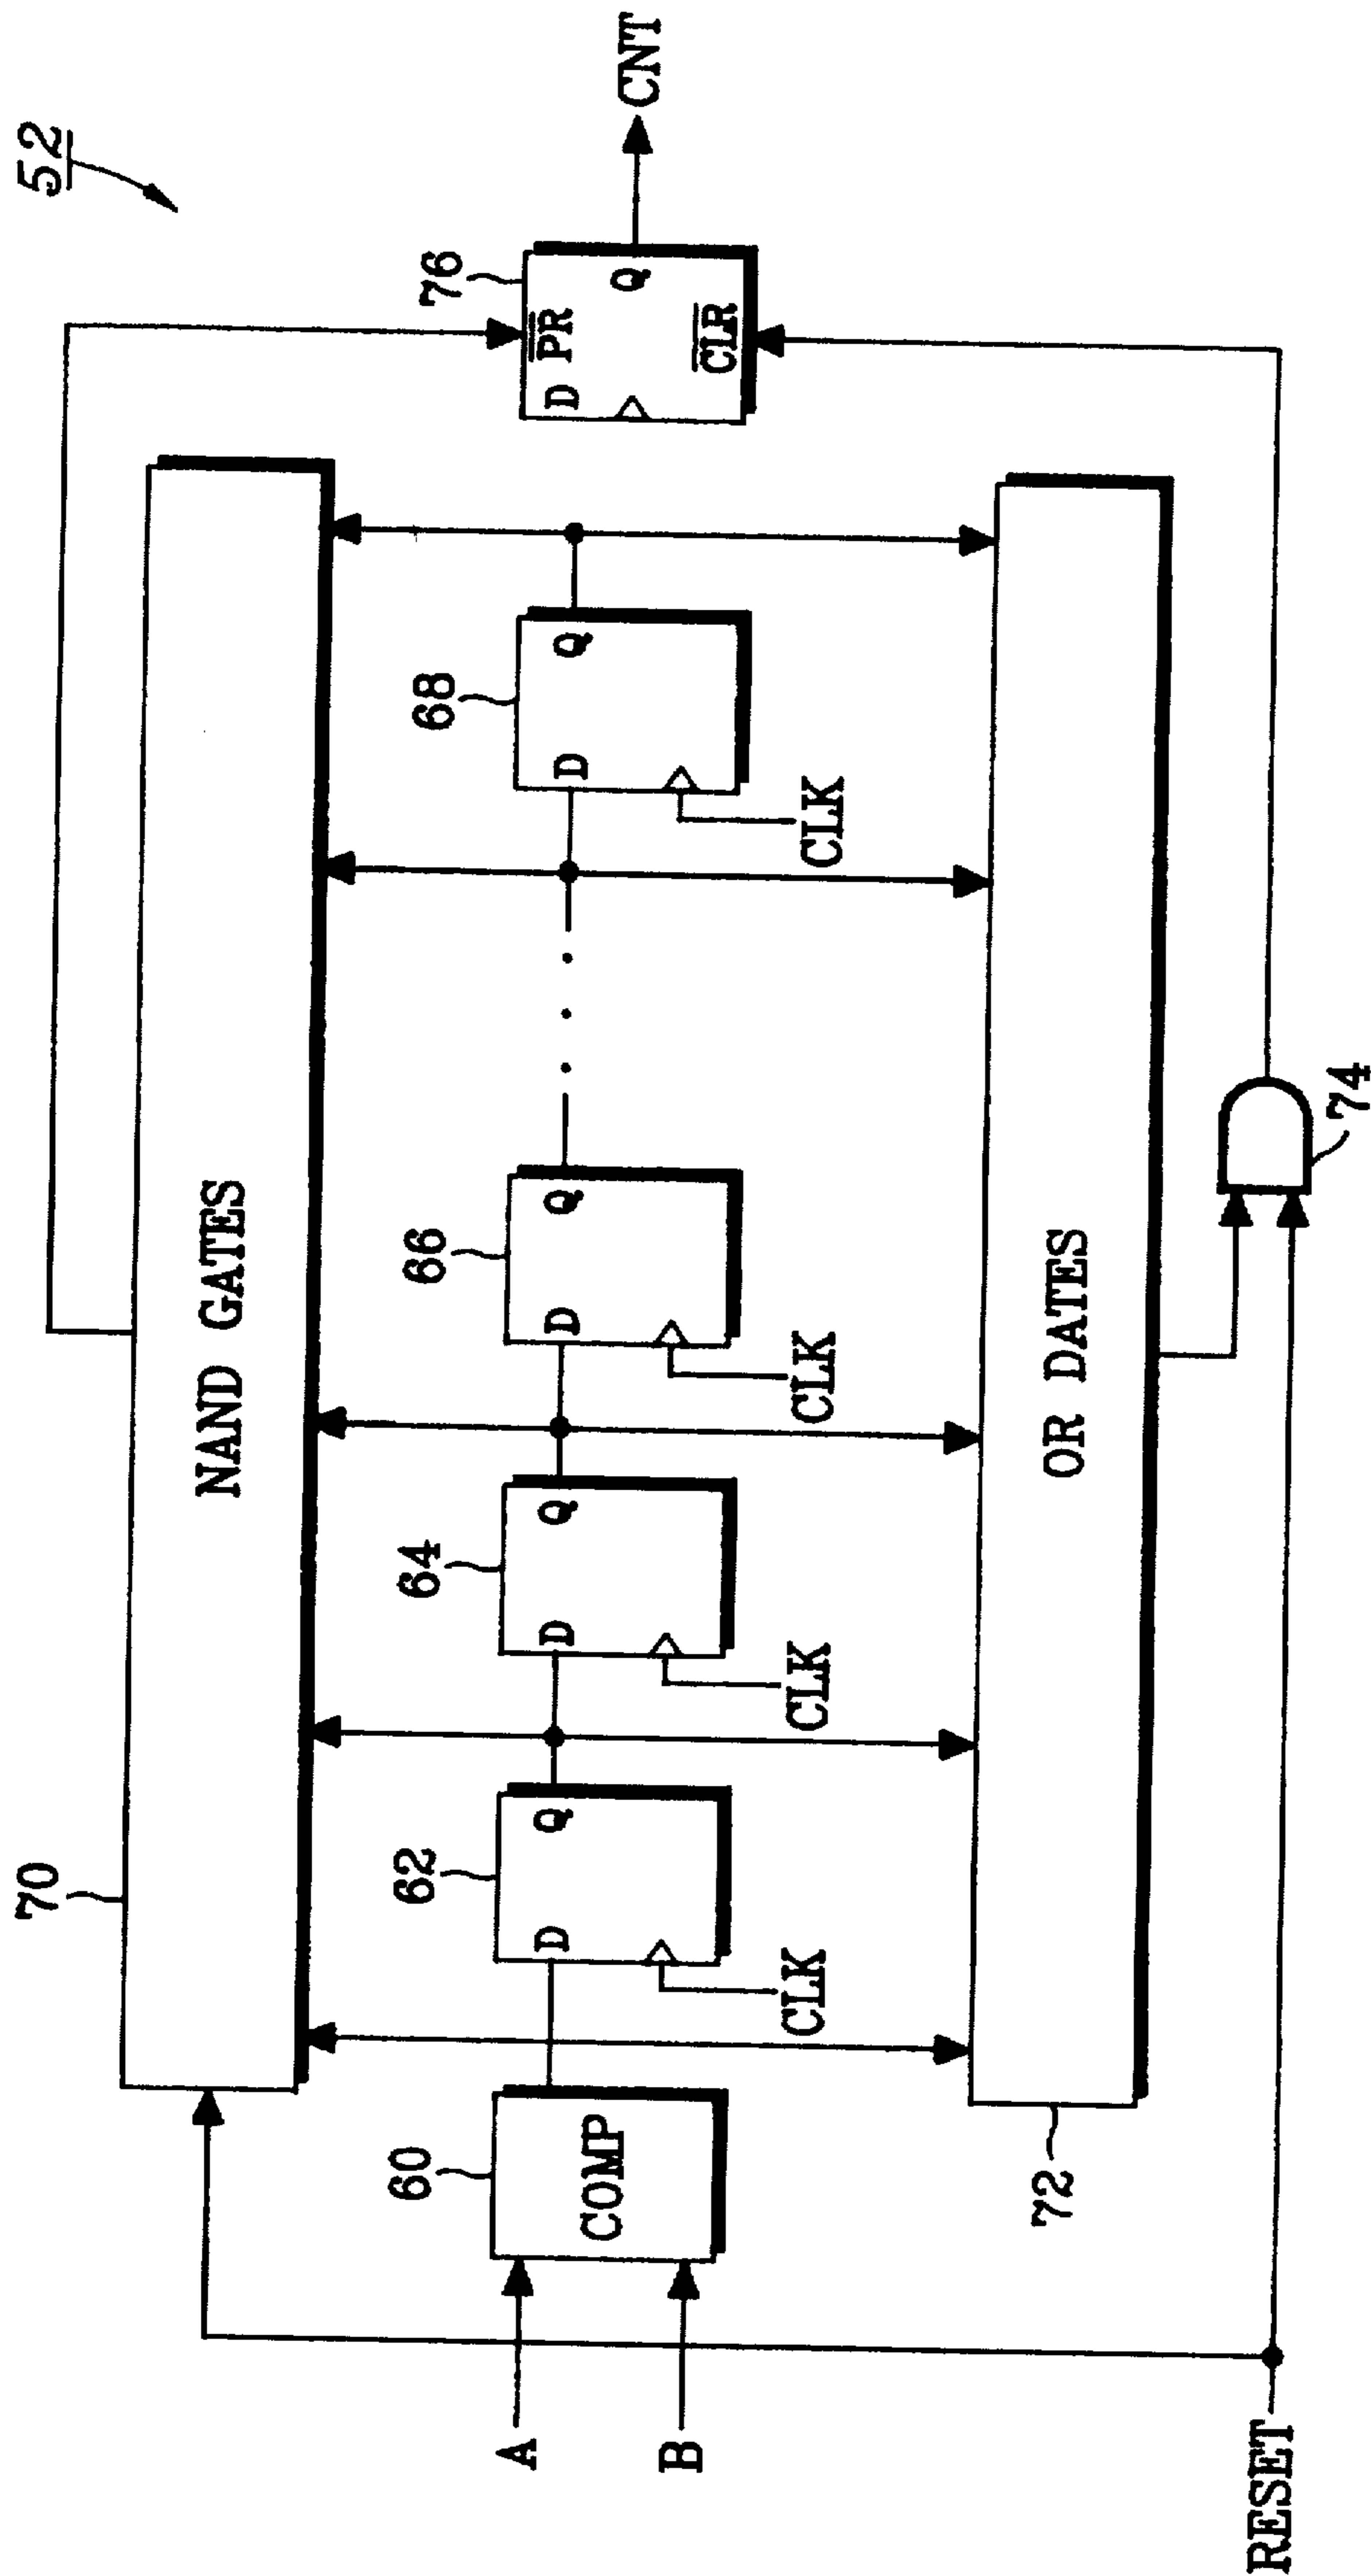 52
70
NAND GATES
76
D PR
Q
CLR
CNT
60
COMP
A
B
62
D Q
CLK
64
D Q
CLK
66
D Q
CLK
68
D Q
CLK
72
OR DATES
74
RESET